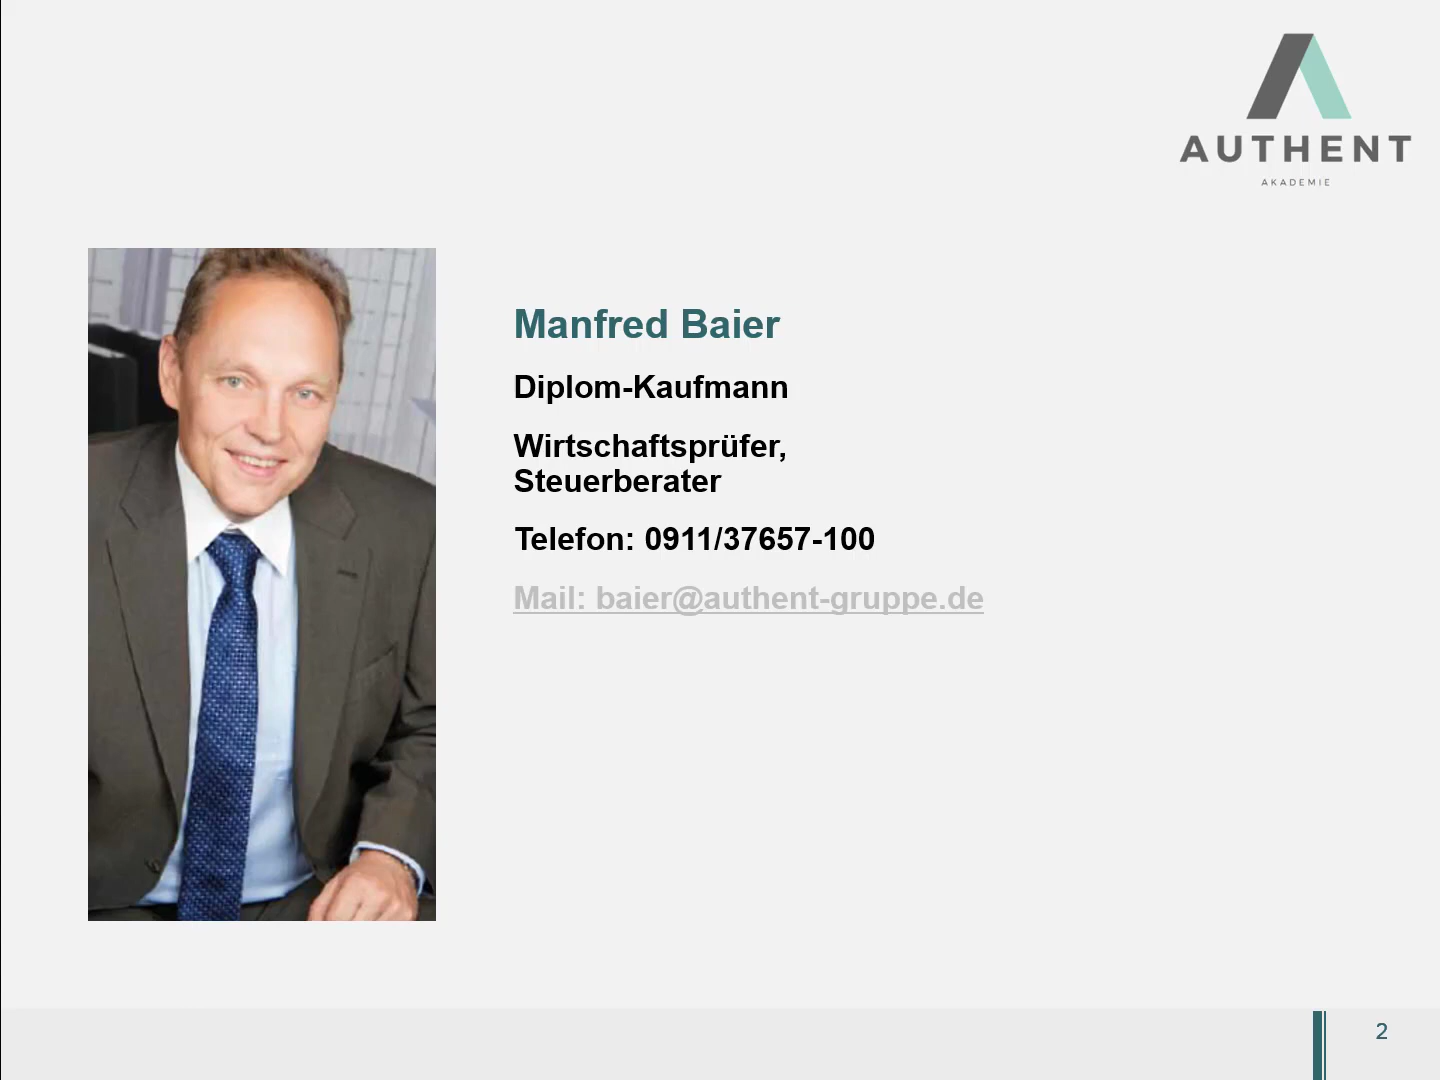 AUTHENT
AKADEMIE
Manfred Baier
Diplom-Kaufmann
Wirtschaftsprüfer,
Steuerberater
Telefon: 0911/37657-100
Mail: baier@authent-gruppe.de
2